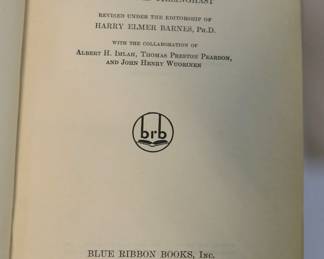 REVISED UNDER THE EDITORSHIP OF
HARRY ELMER BARNES, PH.D.
WITH THE COLLABORATION OF
ALBERT H. IMLAH, THOMAS PRESTON PEARDON,
AND JOHN HENRY WUORINEN
brb
BLUE RIBBON BOOKS, INC.